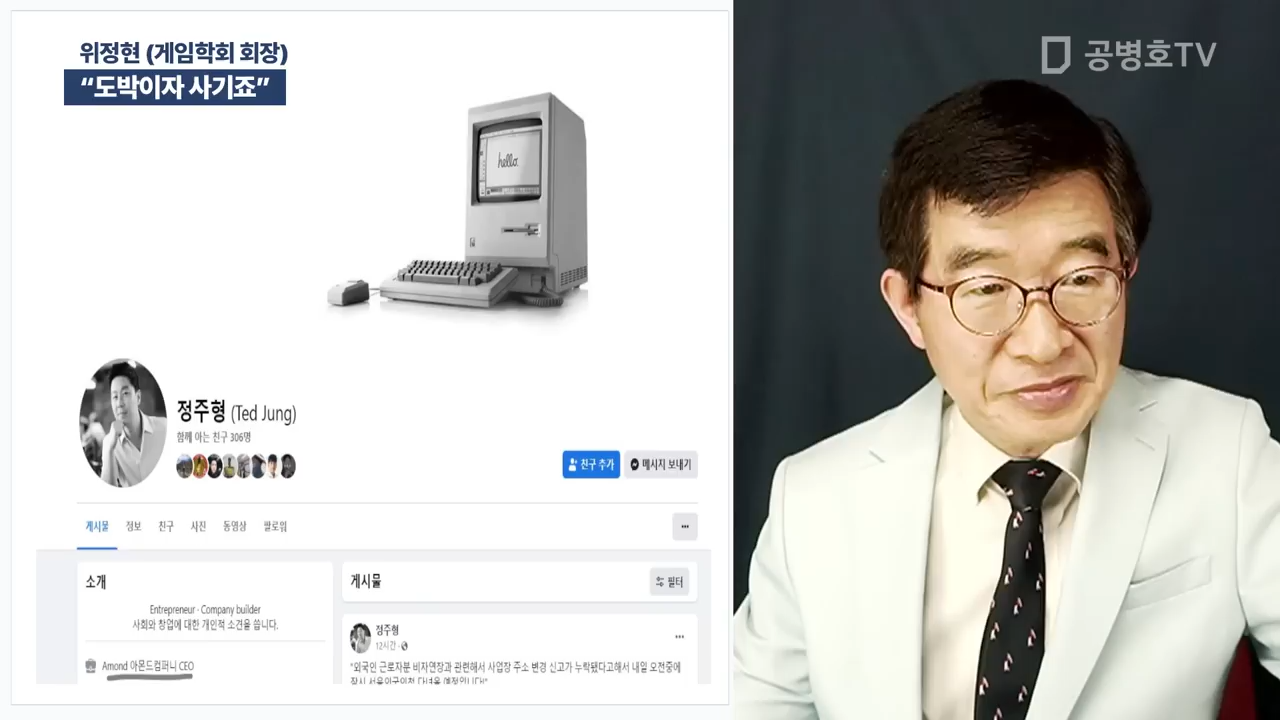 위정현 (게임학회 회장)
“도박이자 사기죠”
공병호TV
hello.
정주형 (Ted Jung)
함께 아는 친구 306명
친구 추가
메시지 보내기
게시물 정보 친구 사진 동영상 팔로워
소개
Entrepreneur · Company builder
사회와 창업에 대한 개인적 소견을 씁니다.
Amond 아몬드컴퍼니 CEO
게시물
필터
정주형
12시간
"외국인 근로자분 비자연장과 관련해서 사업장 주소 변경 신고가 누락됐다고해서 내일 오전중에